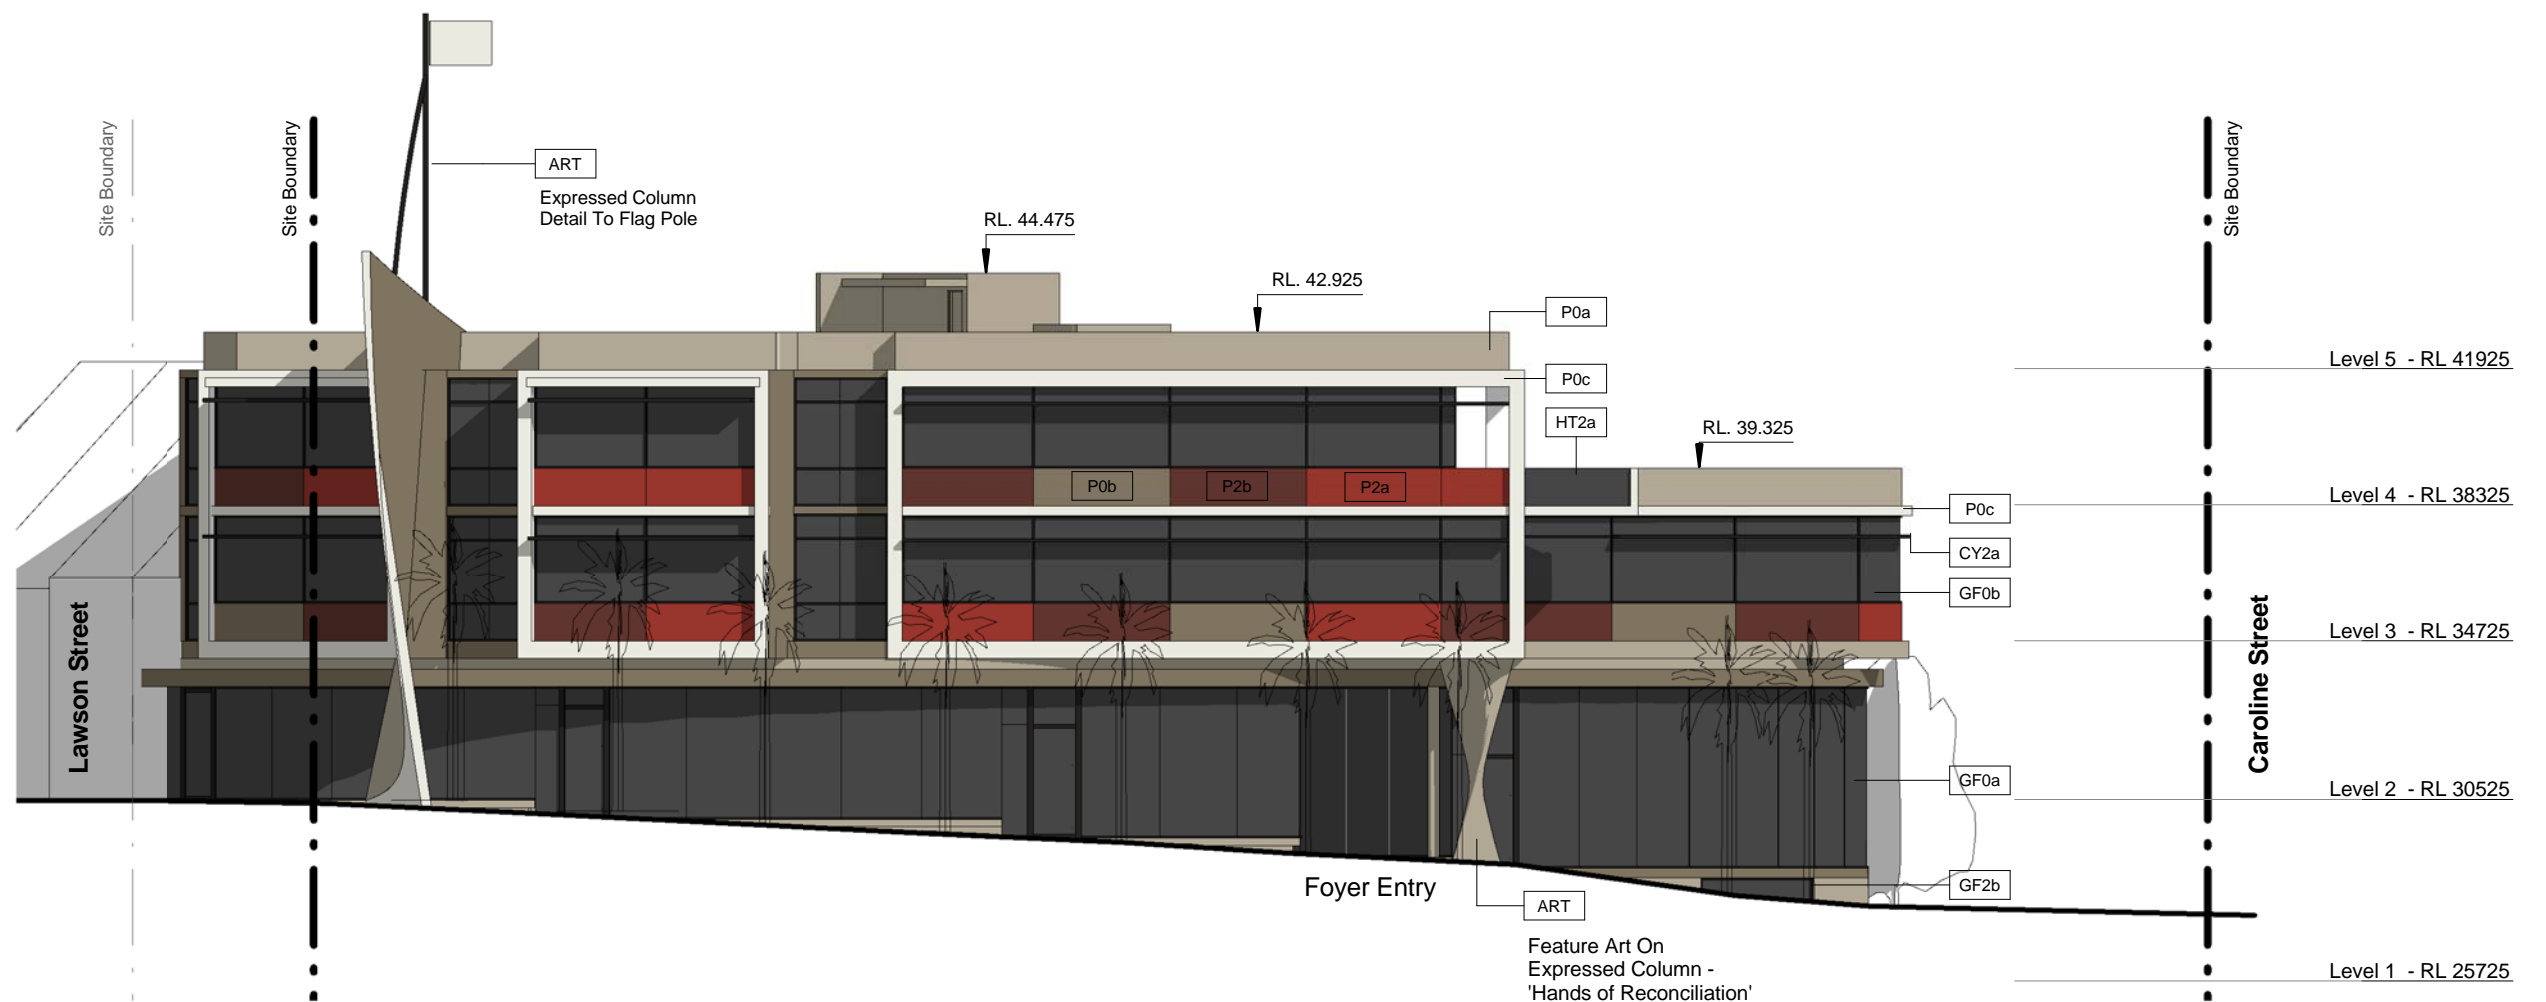 Site Boundary
Site Boundary
ART
Expressed Column
Detail To Flag Pole
RL. 44.475
RL. 42.925
P0a
P0c
HT2a
RL. 39.325
P0b
P2b
P2a
P0c
CY2a
GF0b
GF0a
GF2b
Site Boundary
Level 5 - RL 41925
Level 4 - RL 38325
Level 3 - RL 34725
Level 2 - RL 30525
Level 1 - RL 25725
Lawson Street
Caroline Street
Foyer Entry
ART
Feature Art On
Expressed Column -
'Hands of Reconciliation'